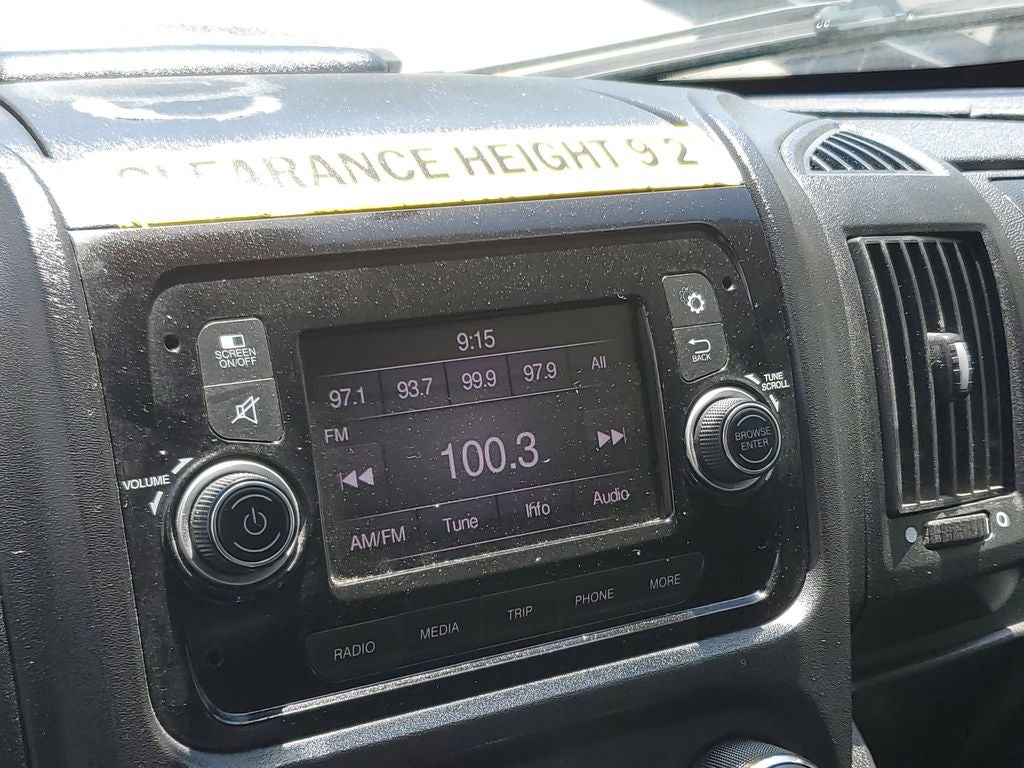 CLEARANCE HEIGHT 9 2
SCREEN
ON/OFF
9:15
97.1 93.7 99.9 97.9 All
BACK
TUNE
SCROLL
FM
100.3
BROWSE
ENTER
VOLUME
AM/FM Tune Info Audio
RADIO MEDIA TRIP PHONE MORE